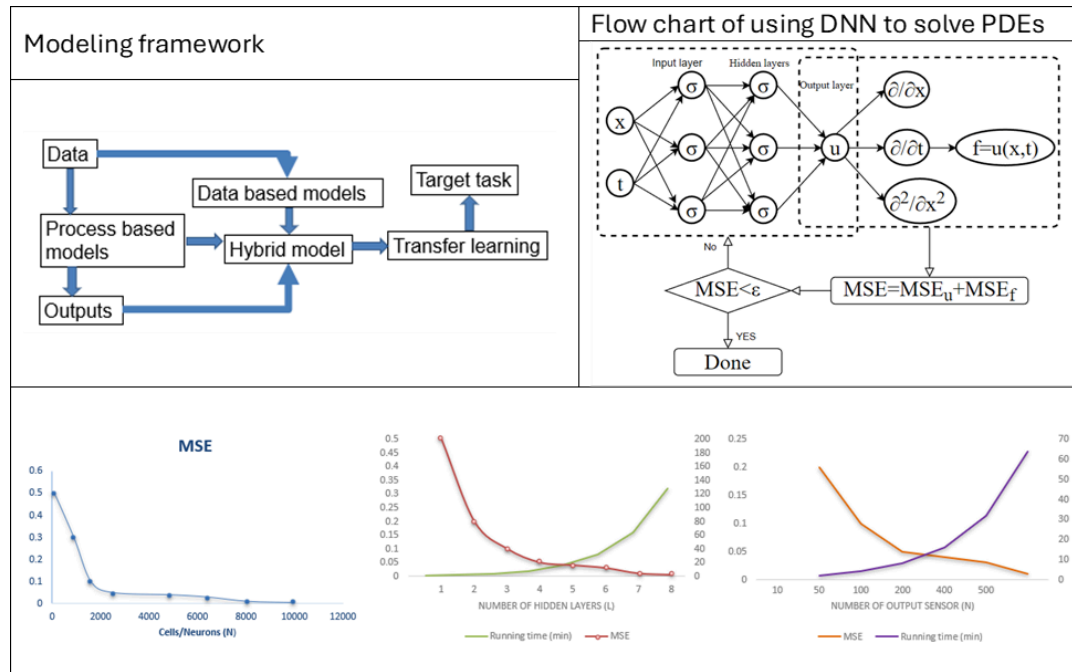 Modeling framework
Data
Data based models
Target task
Process based
models
Hybrid model
Transfer learning
Outputs
Flow chart of using DNN to solve PDEs
Input layer
Hidden layers
Output layer
σ
σ
∂/∂x
x
σ
σ
u
∂/∂t
f=u(x,t)
t
σ
σ
∂²/∂x²
No
MSE<ε
MSE=MSEᵤ+MSE_f
YES
Done
MSE
0.6
0.5
0.4
0.3
0.2
0.1
0
0 2000 4000 6000 8000 10000 12000
Cells/Neurons (N)
0.5
0.45
0.4
0.35
0.3
0.25
0.2
0.15
0.1
0.05
0
200
180
160
140
120
100
80
60
40
20
0
1 2 3 4 5 6 7 8
NUMBER OF HIDDEN LAYERS (L)
Running time (min) MSE
0.25
0.2
0.15
0.1
0.05
0
70
60
50
40
30
20
10
0
10 50 100 200 400 500
NUMBER OF OUTPUT SENSOR (N)
MSE Running time (min)